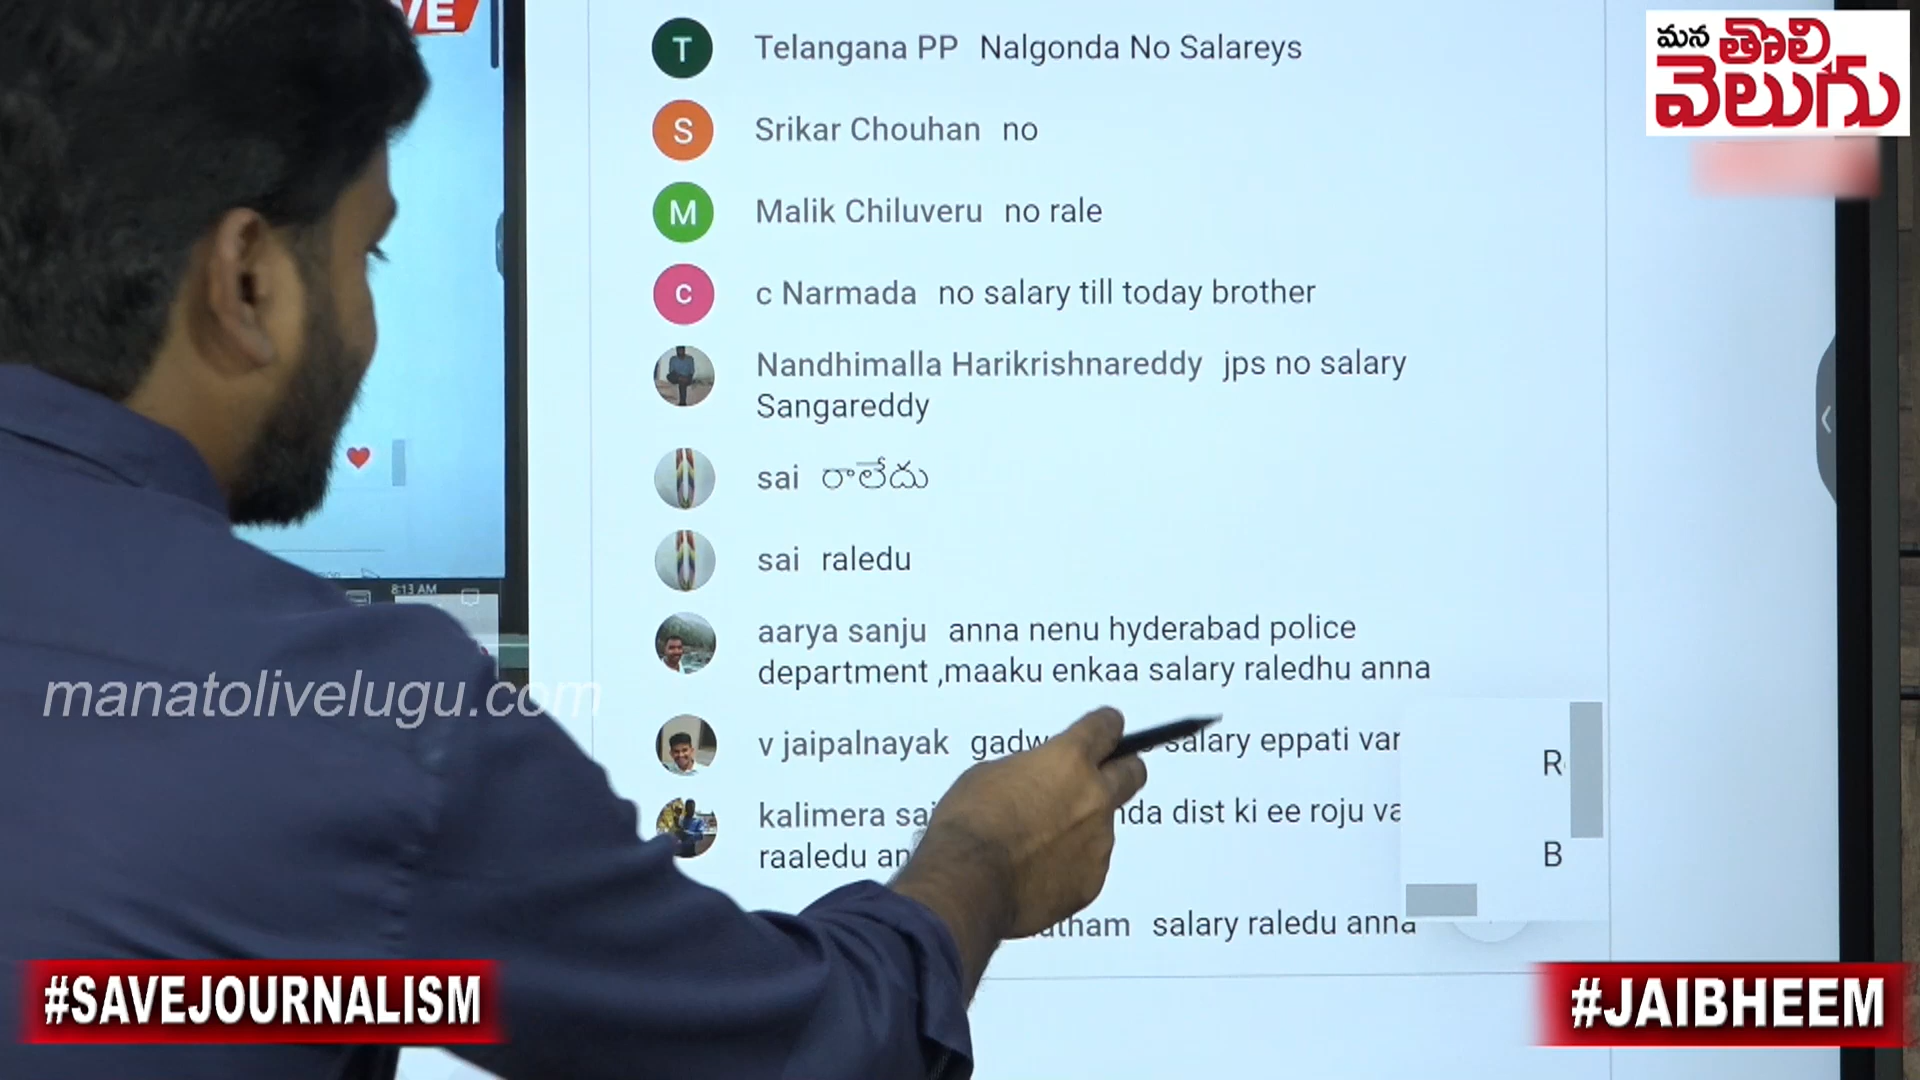 VE
T Telangana PP Nalgonda No Salareys
మన తొలి
వెలుగు
S Srikar Chouhan no
M Malik Chiluveru no rale
c c Narmada no salary till today brother
Nandhimalla Harikrishnareddy jps no salary
Sangareddy
sai రాలేదు
sai raledu
8:13 AM
aarya sanju anna nenu hyderabad police
department ,maaku enkaa salary raledhu anna
manatolivelugu.com
v jaipalnayak salary eppati
R
kalimera dist ki ee roju
raaledu
B
salary raledu anna
#SAVEJOURNALISM
#JAIBHEEM